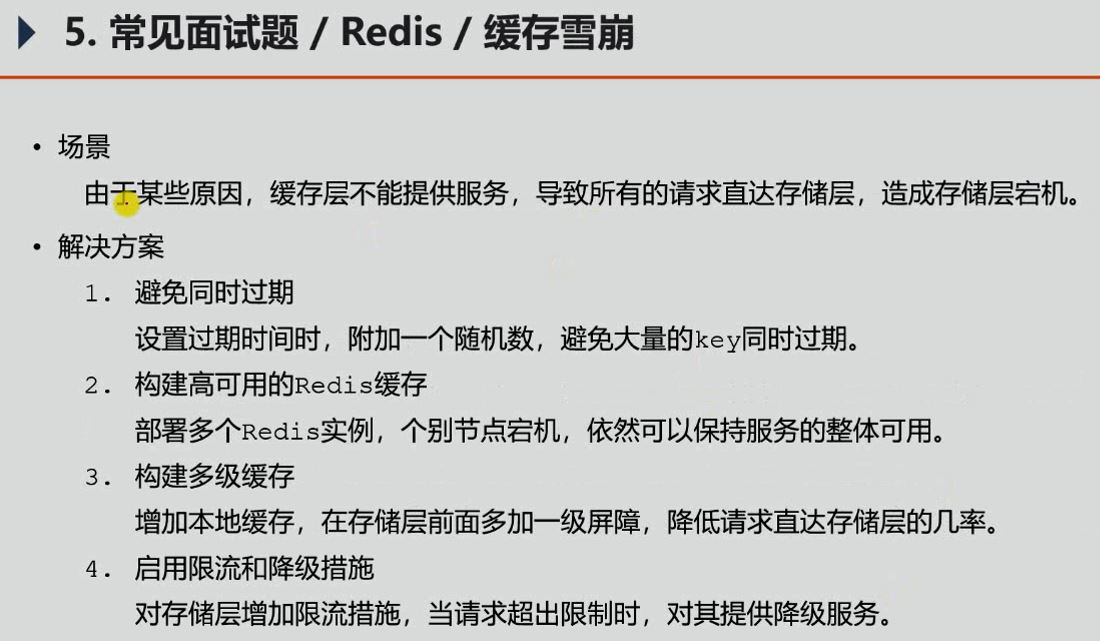 5. 常见面试题 / Redis / 缓存雪崩
• 场景
由于某些原因，缓存层不能提供服务，导致所有的请求直达存储层，造成存储层宕机。
• 解决方案
1. 避免同时过期
设置过期时间时，附加一个随机数，避免大量的key同时过期。
2. 构建高可用的Redis缓存
部署多个Redis实例，个别节点宕机，依然可以保持服务的整体可用。
3. 构建多级缓存
增加本地缓存，在存储层前面多加一级屏障，降低请求直达存储层的几率。
4. 启用限流和降级措施
对存储层增加限流措施，当请求超出限制时，对其提供降级服务。